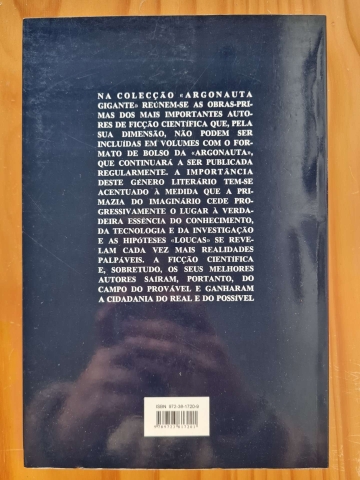 NA COLECÇÃO «ARGONAUTA
GIGANTE» REÚNEM-SE AS OBRAS-PRI-
MAS DOS MAIS IMPORTANTES AUTO-
RES DE FICÇÃO CIENTÍFICA QUE, PELA
SUA DIMENSÃO, NÃO PODEM SER
INCLUÍDAS EM VOLUMES COM O FOR-
MATO DE BOLSO DA «ARGONAUTA»,
QUE CONTINUARÁ A SER PUBLICADA
REGULARMENTE. A IMPORTÂNCIA
DESTE GÉNERO LITERÁRIO TEM-SE
ACENTUADO À MEDIDA QUE A PRI-
MAZIA DO IMAGINÁRIO CEDE PRO-
GRESSIVAMENTE O LUGAR À VERDA-
DEIRA ESSÊNCIA DO CONHECIMENTO,
DA TECNOLOGIA E DA INVESTIGAÇÃO
E AS HIPÓTESES «LOUCAS» SE REVE-
LAM CADA VEZ MAIS REALIDADES
PALPÁVEIS. A FICÇÃO CIENTÍFICA
E, SOBRETUDO, OS SEUS MELHORES
AUTORES SAÍRAM, PORTANTO, DO
CAMPO DO PROVÁVEL E GANHARAM
A CIDADANIA DO REAL E DO POSSÍVEL
ISBN